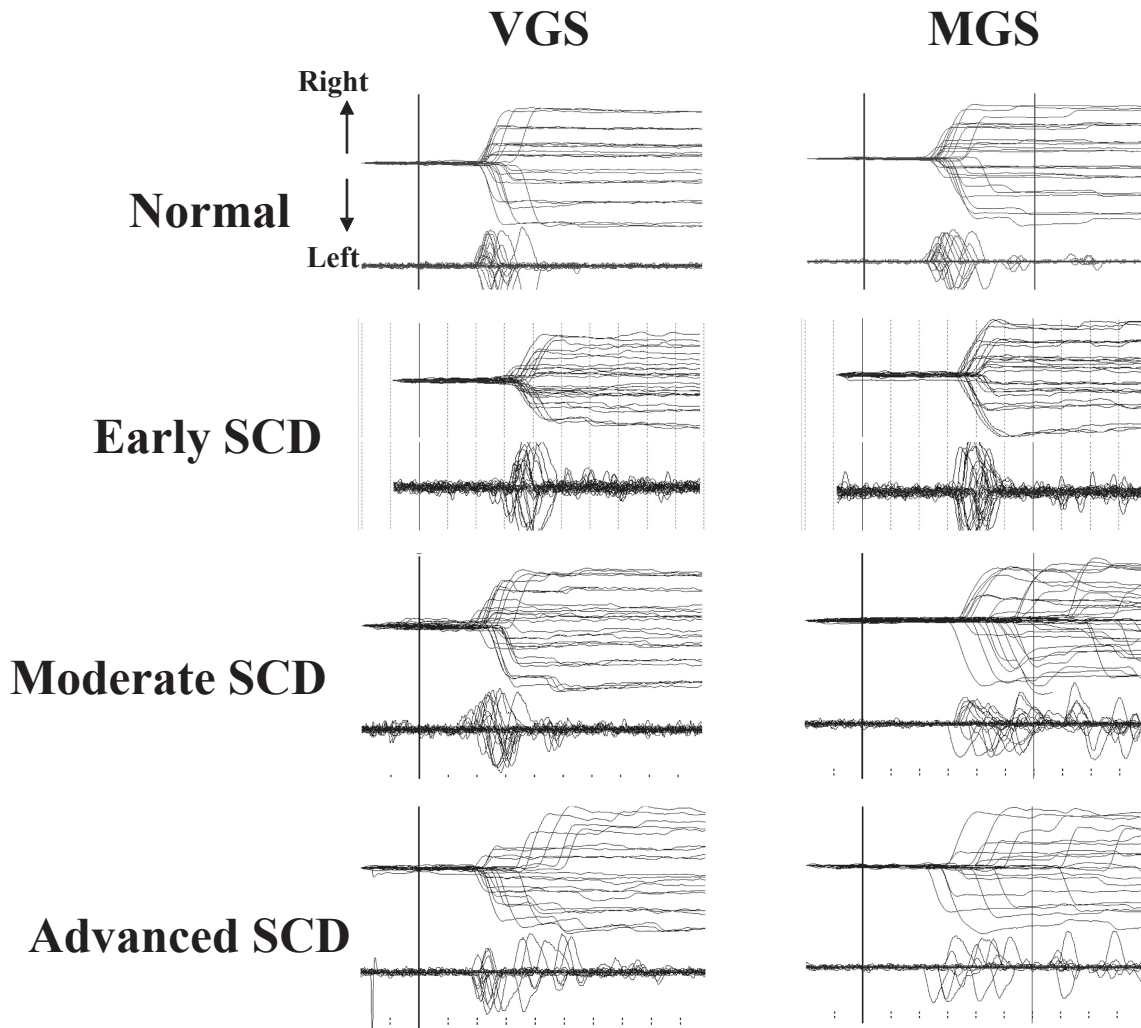 VGS MGS
Right
Normal
Left
Early SCD
Moderate SCD
Advanced SCD